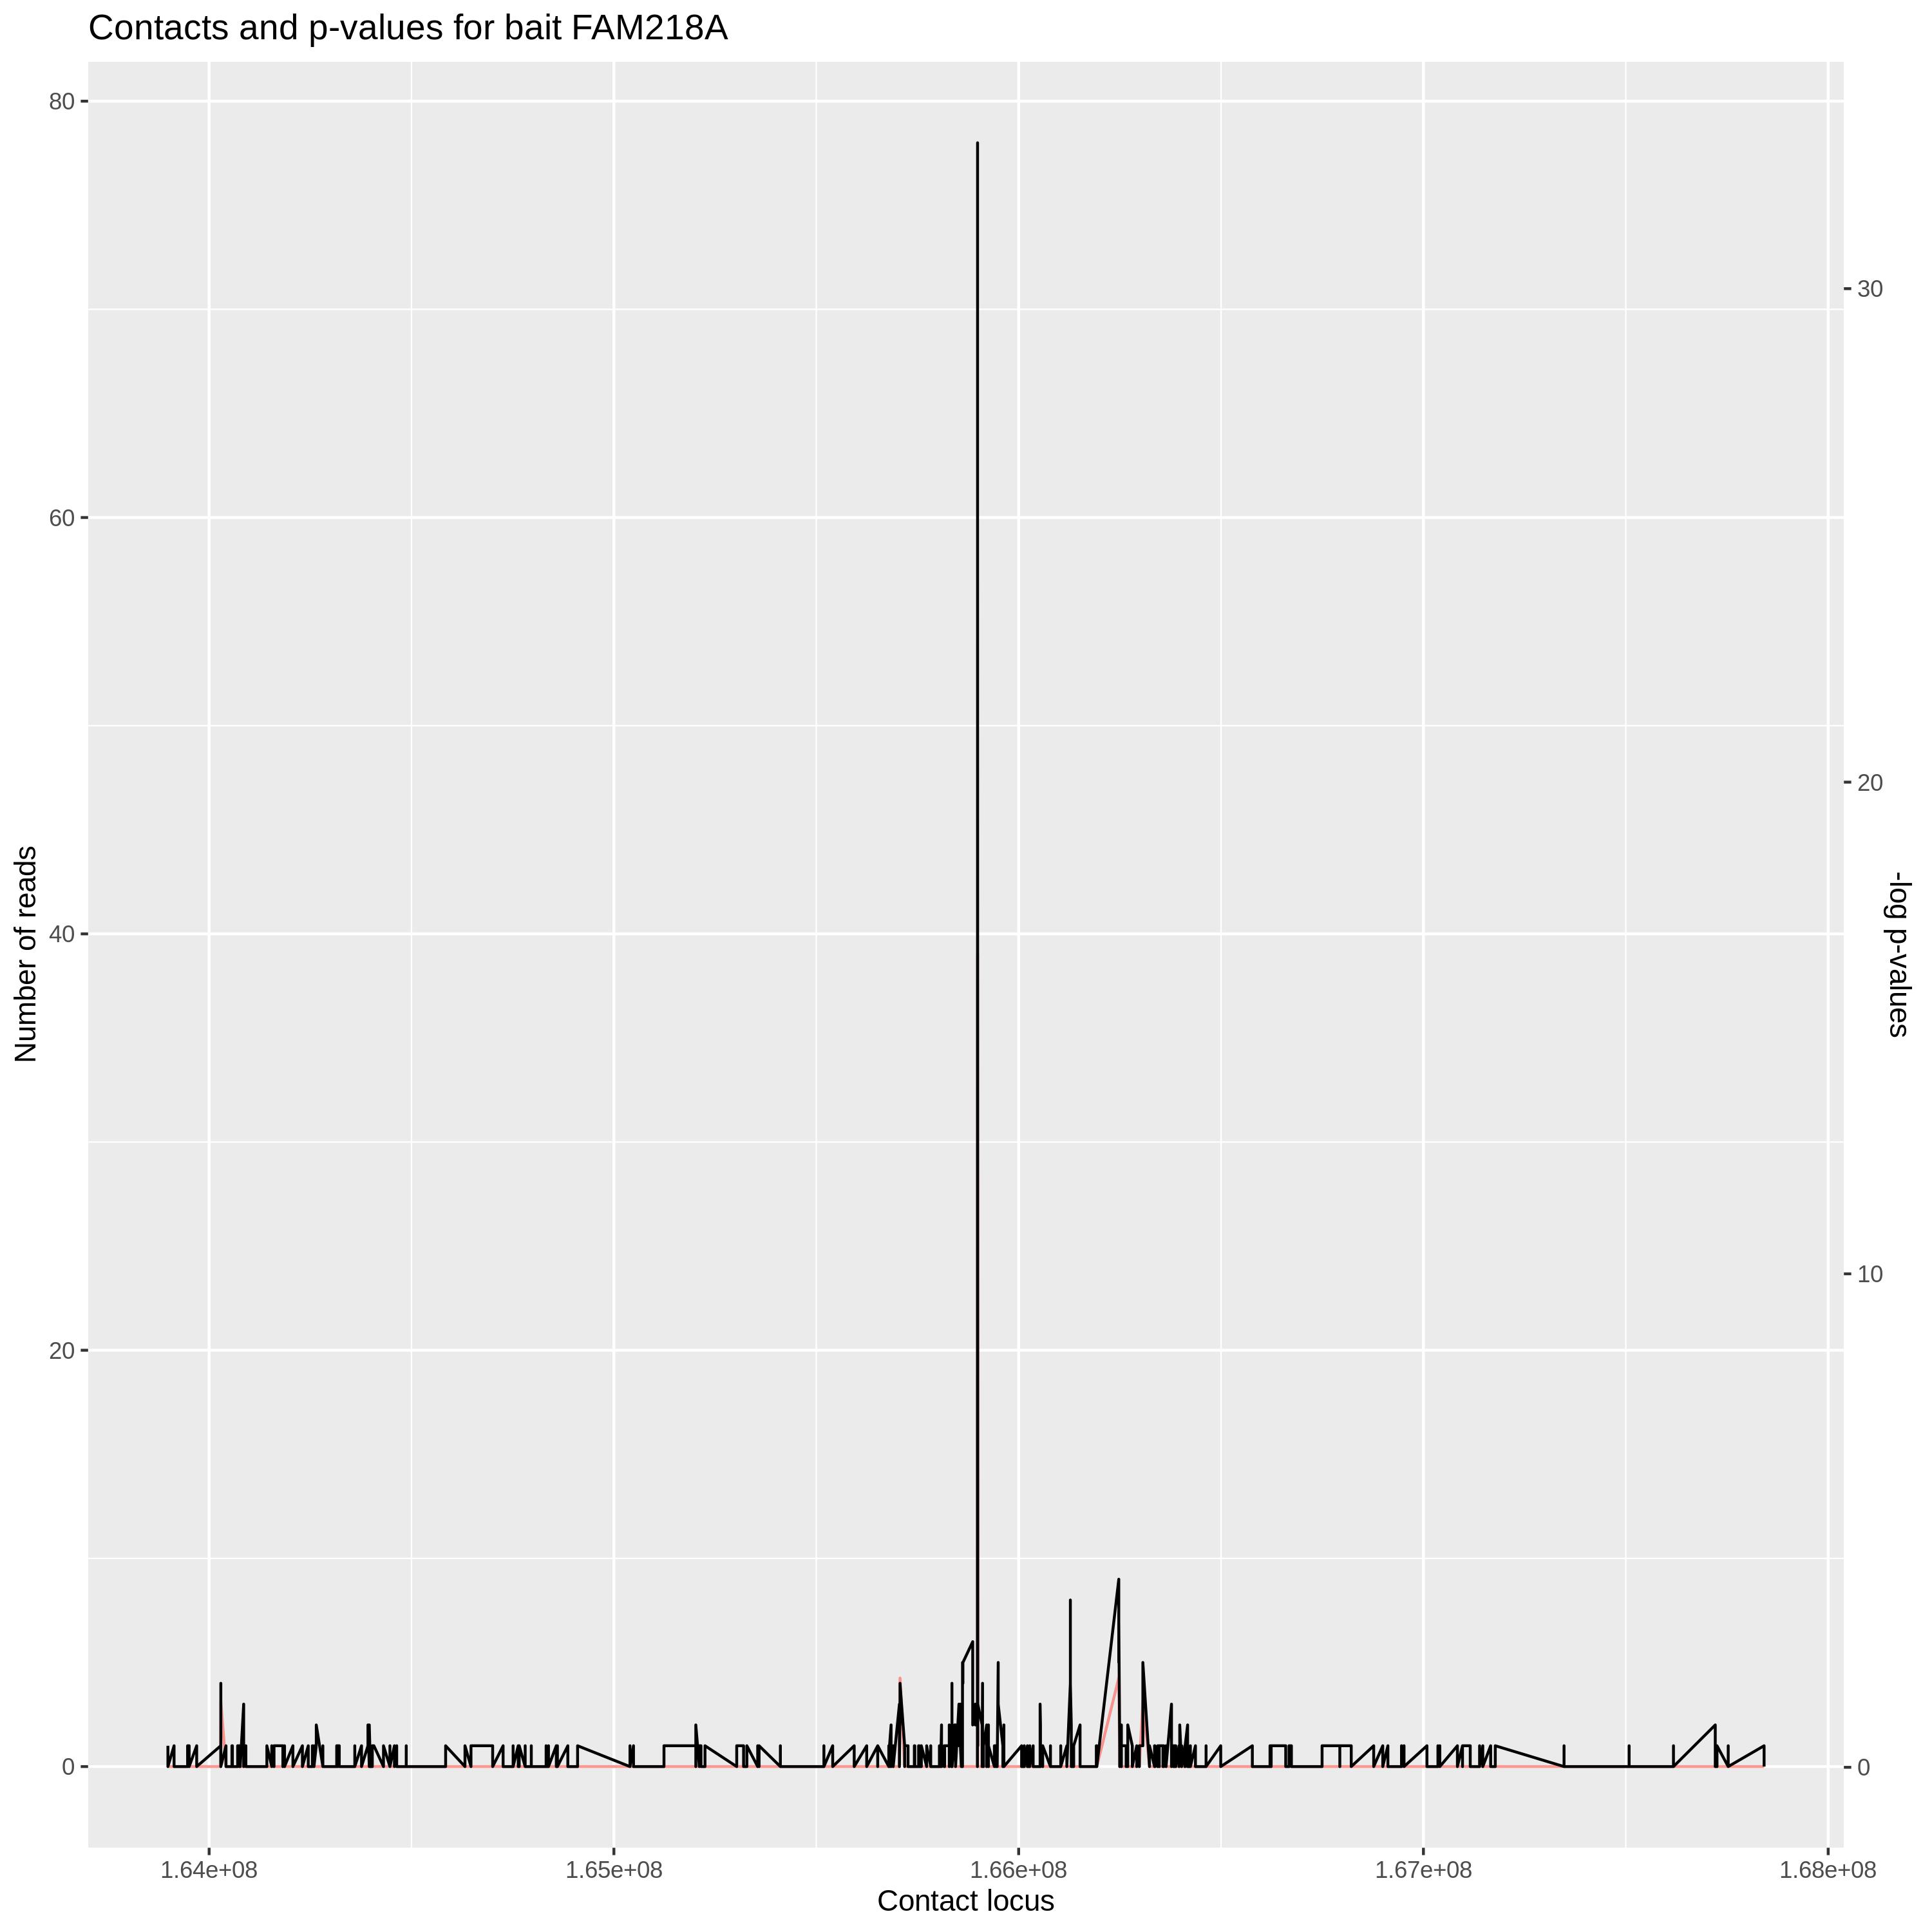 Contacts and p-values for bait FAM218A
80
60
40
20
0
Number of reads
30
20
10
0
-log p-values
1.64e+08
1.65e+08
1.66e+08
1.67e+08
1.68e+08
Contact locus